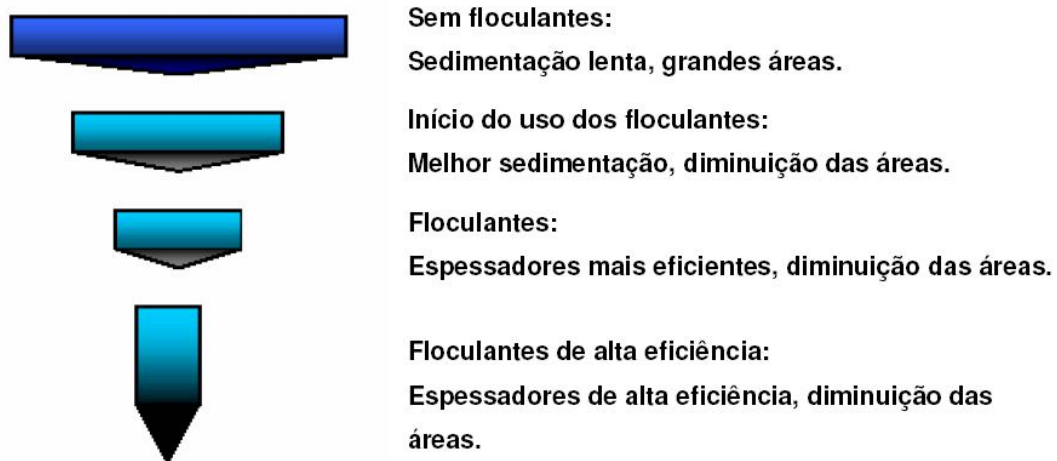 Sem floculantes:
Sedimentação lenta, grandes áreas.
Início do uso dos floculantes:
Melhor sedimentação, diminuição das áreas.
Floculantes:
Espessadores mais eficientes, diminuição das áreas.
Floculantes de alta eficiência:
Espessadores de alta eficiência, diminuição das
áreas.